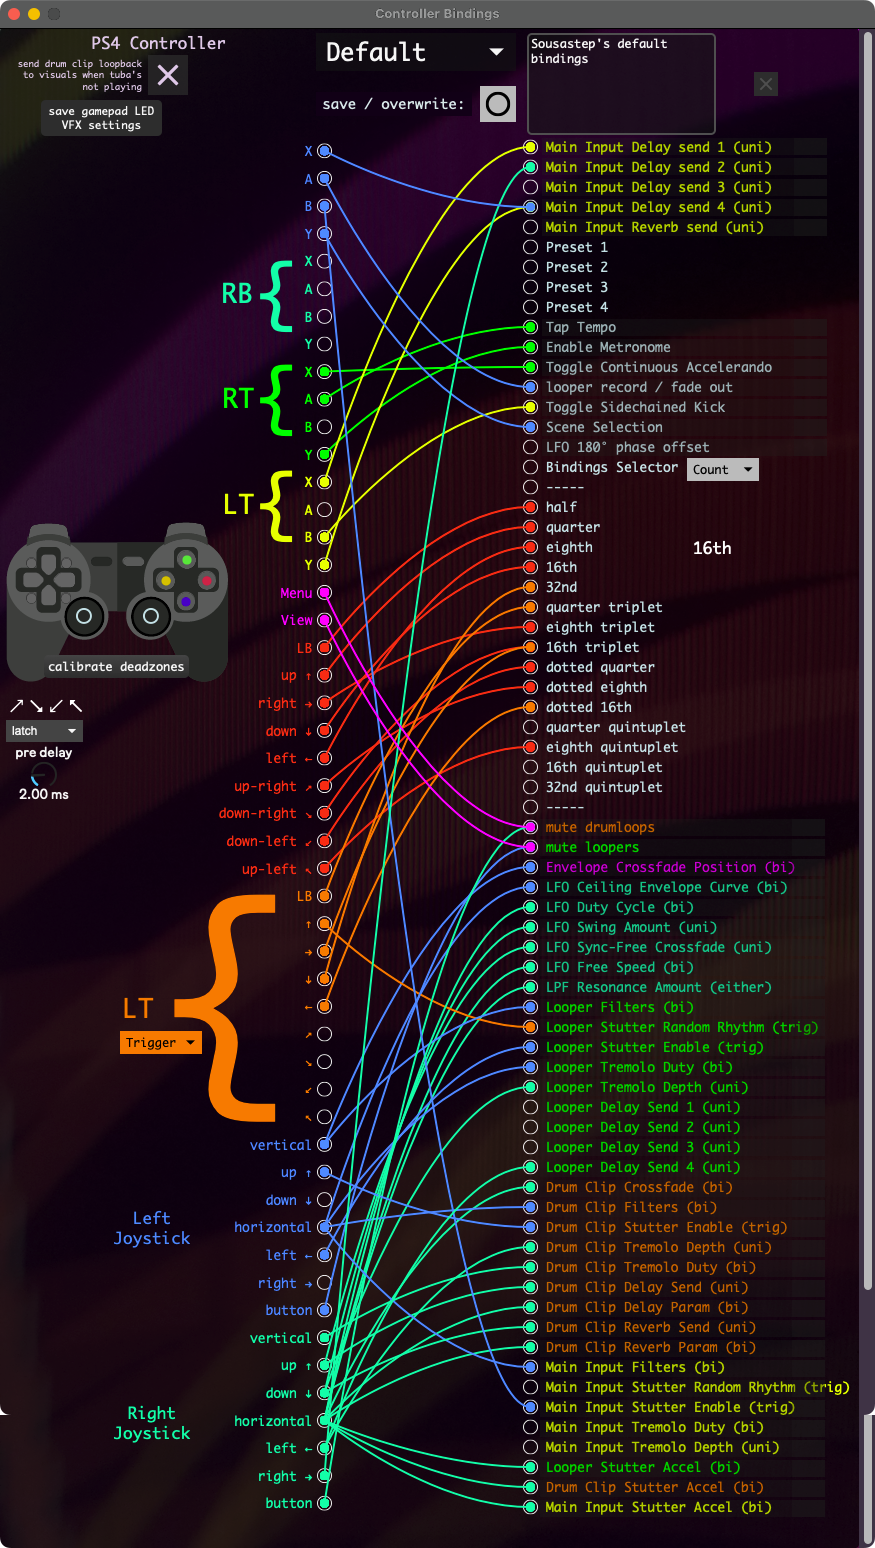 Controller Bindings
PS4 Controller
send drum clip loopback
to visuals when tuba's
not playing
save gamepad LED
VFX settings
Default
save / overwrite:
Sousastep's default
bindings
X
A
B
Y
RB
X
A
B
Y
RT
X
A
B
Y
LT
X
A
B
Y
Menu
View
LB
up ↑
right →
down ↓
left ←
up-right ↗
down-right ↘
down-left ↙
up-left ↖
LT
Trigger
LB
↑
→
↓
←
↗
↘
↙
↖
Left
Joystick
vertical
up ↑
down ↓
horizontal
left ←
right →
button
Right
Joystick
vertical
up ↑
down ↓
horizontal
left ←
right →
button
calibrate deadzones
↗ ↘ ↙ ↖
latch
pre delay
2.00 ms
Main Input Delay send 1 (uni)
Main Input Delay send 2 (uni)
Main Input Delay send 3 (uni)
Main Input Delay send 4 (uni)
Main Input Reverb send (uni)
Preset 1
Preset 2
Preset 3
Preset 4
Tap Tempo
Enable Metronome
Toggle Continuous Accelerando
looper record / fade out
Toggle Sidechained Kick
Scene Selection
LFO 180° phase offset
Bindings Selector
Count
-----
half
quarter
eighth
16th
16th
32nd
quarter triplet
eighth triplet
16th triplet
dotted quarter
dotted eighth
dotted 16th
quarter quintuplet
eighth quintuplet
16th quintuplet
32nd quintuplet
-----
mute drumloops
mute loopers
Envelope Crossfade Position (bi)
LFO Ceiling Envelope Curve (bi)
LFO Duty Cycle (bi)
LFO Swing Amount (uni)
LFO Sync-Free Crossfade (uni)
LFO Free Speed (bi)
LPF Resonance Amount (either)
Looper Filters (bi)
Looper Stutter Random Rhythm (trig)
Looper Stutter Enable (trig)
Looper Tremolo Duty (bi)
Looper Tremolo Depth (uni)
Looper Delay Send 1 (uni)
Looper Delay Send 2 (uni)
Looper Delay Send 3 (uni)
Looper Delay Send 4 (uni)
Drum Clip Crossfade (bi)
Drum Clip Filters (bi)
Drum Clip Stutter Enable (trig)
Drum Clip Tremolo Depth (uni)
Drum Clip Tremolo Duty (bi)
Drum Clip Delay Send (uni)
Drum Clip Delay Param (bi)
Drum Clip Reverb Send (uni)
Drum Clip Reverb Param (bi)
Main Input Filters (bi)
Main Input Stutter Random Rhythm (trig)
Main Input Stutter Enable (trig)
Main Input Tremolo Duty (bi)
Main Input Tremolo Depth (uni)
Looper Stutter Accel (bi)
Drum Clip Stutter Accel (bi)
Main Input Stutter Accel (bi)